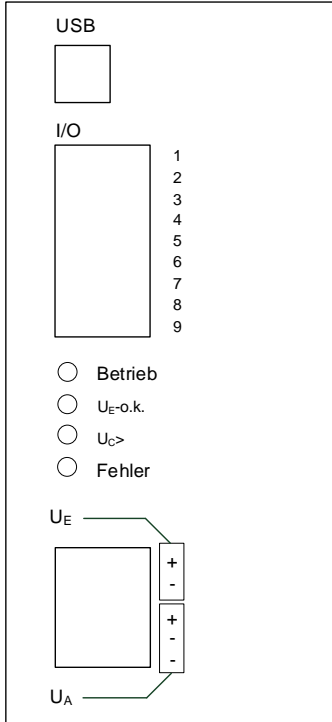 USB
I/O
1
2
3
4
5
6
7
8
9
Betrieb
UE-o.k.
UC>
Fehler
UE
+
-
+
-
-
UA